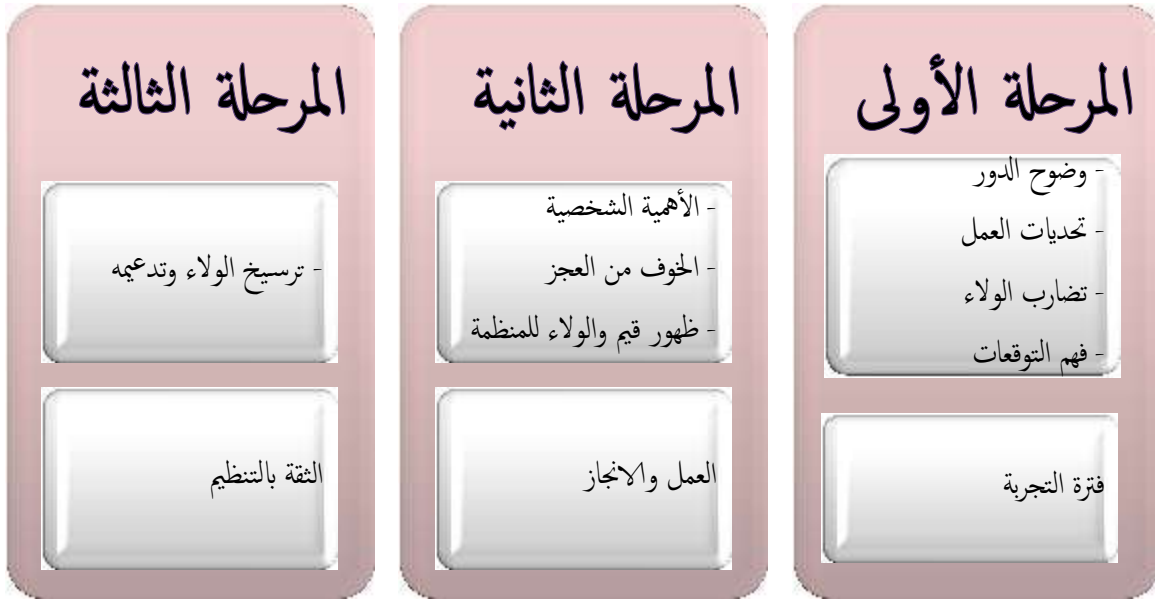 المرحلة الأولى
- وضوح الدور
- تحديات العمل
- تضارب الولاء
- فهم التوقعات
فترة التجربة
المرحلة الثانية
- الأهمية الشخصية
- الخوف من العجز
- ظهور قيم والولاء للمنظمة
العمل والانجاز
المرحلة الثالثة
- ترسيخ الولاء وتدعيمه
الثقة بالتنظيم